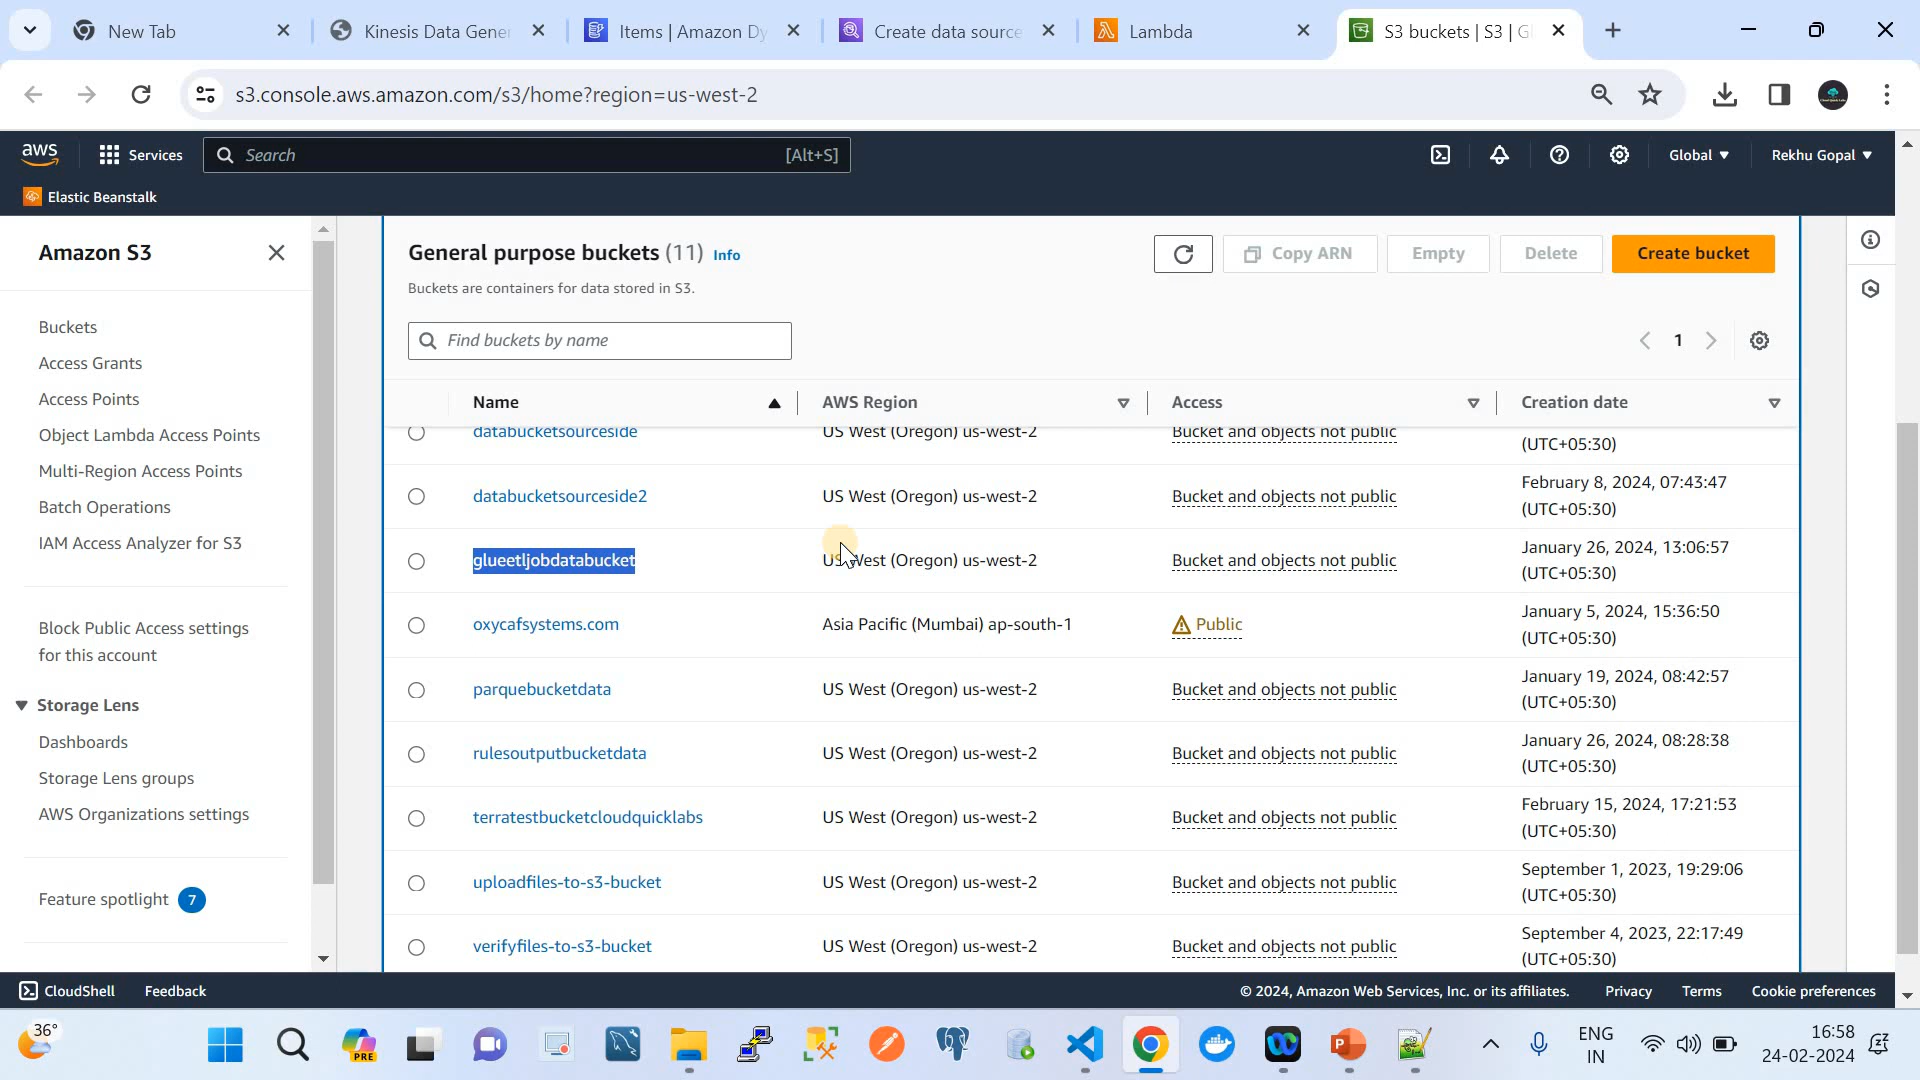 New Tab
Kinesis Data Gene
Items | Amazon Dy
Create data source
Lambda
S3 buckets | S3 | Gl
s3.console.aws.amazon.com/s3/home?region=us-west-2
aws
Services
Search
[Alt+S]
Global
Rekhu Gopal
Elastic Beanstalk
Amazon S3
Buckets
Access Grants
Access Points
Object Lambda Access Points
Multi-Region Access Points
Batch Operations
IAM Access Analyzer for S3
Block Public Access settings
for this account
Storage Lens
Dashboards
Storage Lens groups
AWS Organizations settings
Feature spotlight 7
General purpose buckets (11) Info
Buckets are containers for data stored in S3.
Copy ARN
Empty
Delete
Create bucket
Find buckets by name
1
Name AWS Region Access Creation date
databucketsourceside US West (Oregon) us-west-2 Bucket and objects not public
(UTC+05:30)
databucketsourceside2 US West (Oregon) us-west-2 Bucket and objects not public February 8, 2024, 07:43:47
(UTC+05:30)
glueetljobdatabucket US West (Oregon) us-west-2 Bucket and objects not public January 26, 2024, 13:06:57
(UTC+05:30)
oxycafsystems.com Asia Pacific (Mumbai) ap-south-1 Public January 5, 2024, 15:36:50
(UTC+05:30)
parquebucketdata US West (Oregon) us-west-2 Bucket and objects not public January 19, 2024, 08:42:57
(UTC+05:30)
rulesoutputbucketdata US West (Oregon) us-west-2 Bucket and objects not public January 26, 2024, 08:28:38
(UTC+05:30)
terratestbucketcloudquicklabs US West (Oregon) us-west-2 Bucket and objects not public February 15, 2024, 17:21:53
(UTC+05:30)
uploadfiles-to-s3-bucket US West (Oregon) us-west-2 Bucket and objects not public September 1, 2023, 19:29:06
(UTC+05:30)
verifyfiles-to-s3-bucket US West (Oregon) us-west-2 Bucket and objects not public September 4, 2023, 22:17:49
(UTC+05:30)
CloudShell Feedback
© 2024, Amazon Web Services, Inc. or its affiliates. Privacy Terms Cookie preferences
36°
PRE
ENG
IN
16:58
24-02-2024